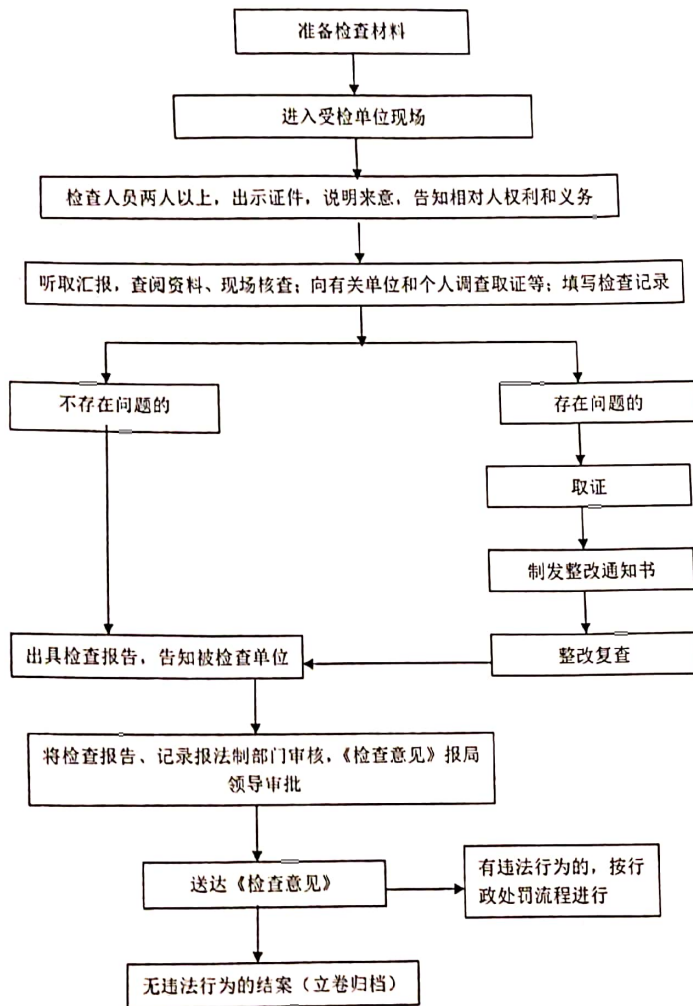 准备检查材料
进入受检单位现场
检查人员两人以上，出示证件，说明来意，告知相对人权利和义务
听取汇报，查阅资料、现场核查；向有关单位和个人调查取证等；填写检查记录
不存在问题的
存在问题的
取证
制发整改通知书
出具检查报告，告知被检查单位
整改复查
将检查报告、记录报法制部门审核，《检查意见》报局
领导审批
送达《检查意见》
有违法行为的，按行
政处罚流程进行
无违法行为的结案（立卷归档）